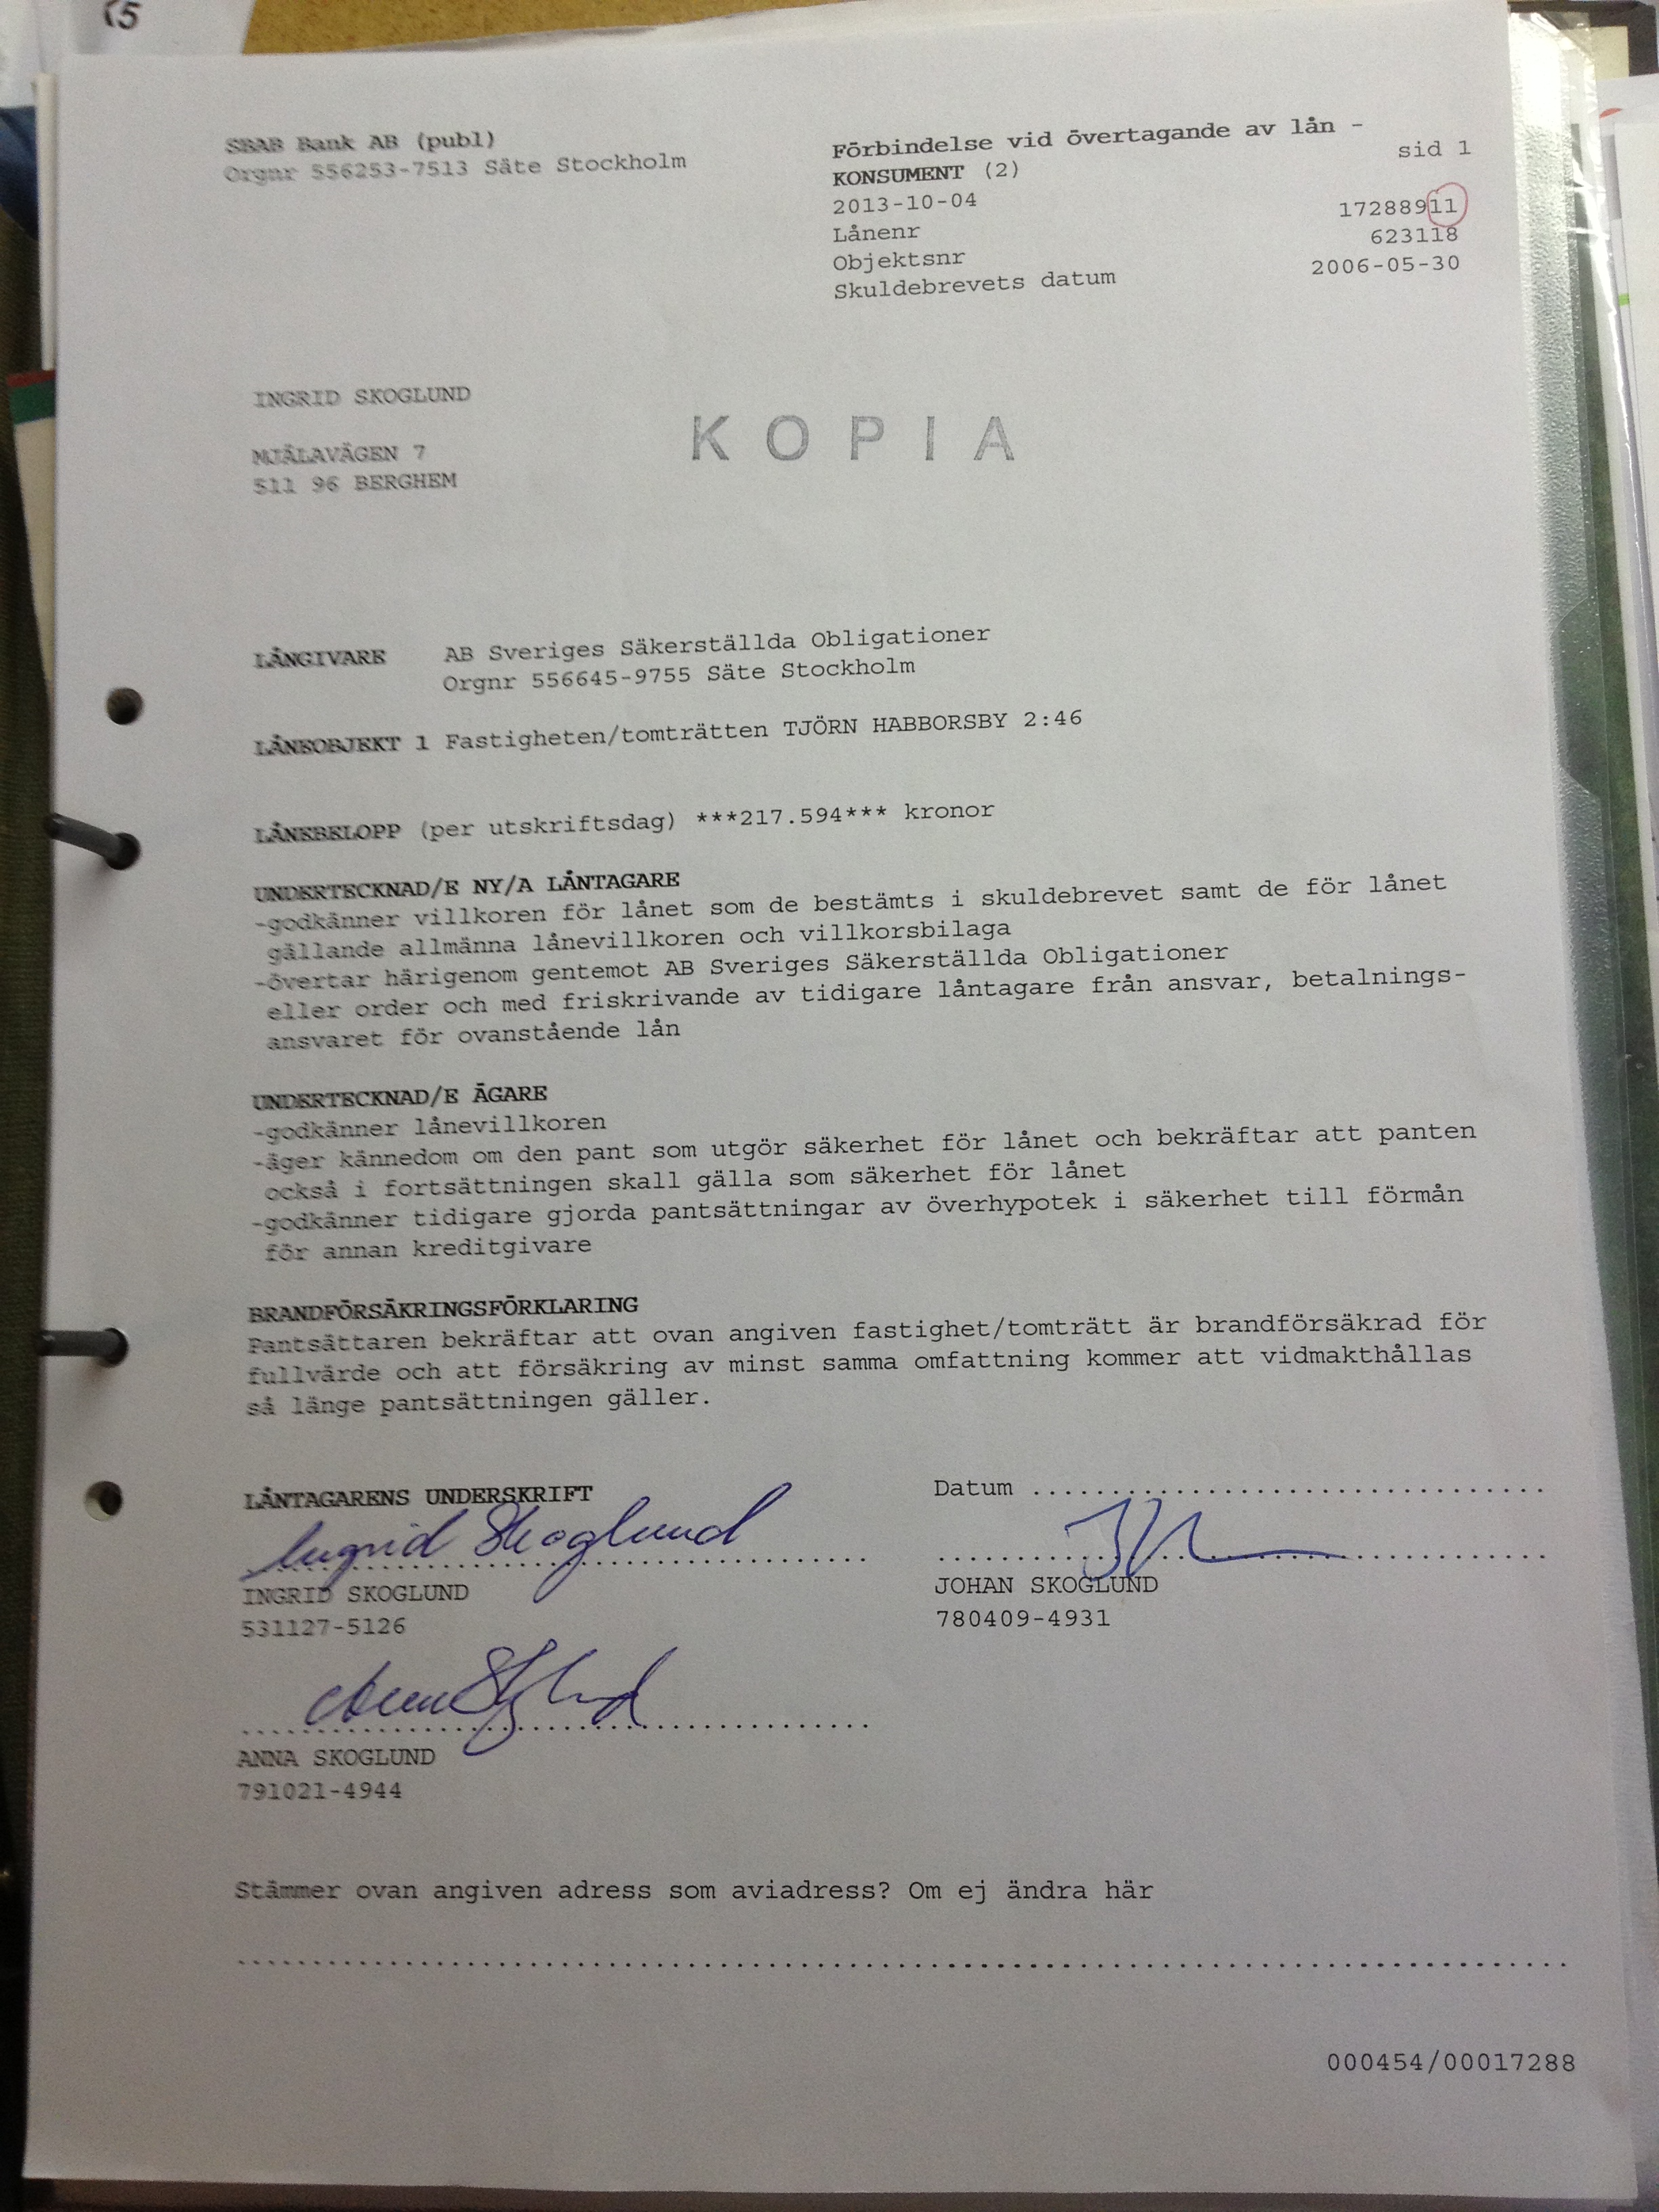 K5
SBAB Bank AB (publ)
Orgnr 556253-7513 Säte Stockholm
Förbindelse vid övertagande av lån -
KONSUMENT (2)
sid 1
2013-10-04
Lånenr 17288911
Objektsnr 623118
Skuldebrevets datum 2006-05-30
INGRID SKOGLUND
MJÄLAVÄGEN 7
511 96 BERGHEM
KOPIA
LÅNGIVARE AB Sveriges Säkerställda Obligationer
Orgnr 556645-9755 Säte Stockholm
LÅNEOBJEKT 1 Fastigheten/tomträtten TJÖRN HABBORSBY 2:46
LÅNEBELOPP (per utskriftsdag) ***217.594*** kronor
UNDERTECKNAD/E NY/A LÅNTAGARE
-godkänner villkoren för lånet som de bestämts i skuldebrevet samt de för lånet
gällande allmänna lånevillkoren och villkorsbilaga
-övertar härigenom gentemot AB Sveriges Säkerställda Obligationer
eller order och med friskrivande av tidigare låntagare från ansvar, betalnings-
ansvaret för ovanstående lån
UNDERTECKNAD/E ÄGARE
-godkänner lånevillkoren
-äger kännedom om den pant som utgör säkerhet för lånet och bekräftar att panten
också i fortsättningen skall gälla som säkerhet för lånet
-godkänner tidigare gjorda pantsättningar av överhypotek i säkerhet till förmån
för annan kreditgivare
BRANDFÖRSÄKRINGSFÖRKLARING
Pantsättaren bekräftar att ovan angiven fastighet/tomträtt är brandförsäkrad för
fullvärde och att försäkring av minst samma omfattning kommer att vidmakthållas
så länge pantsättningen gäller.
LÅNTAGARENS UNDERSKRIFT
Datum
Ingrid Skoglund
INGRID SKOGLUND
531127-5126
JOHAN SKOGLUND
780409-4931
Anna Skoglund
ANNA SKOGLUND
791021-4944
Stämmer ovan angiven adress som aviadress? Om ej ändra här
000454/00017288